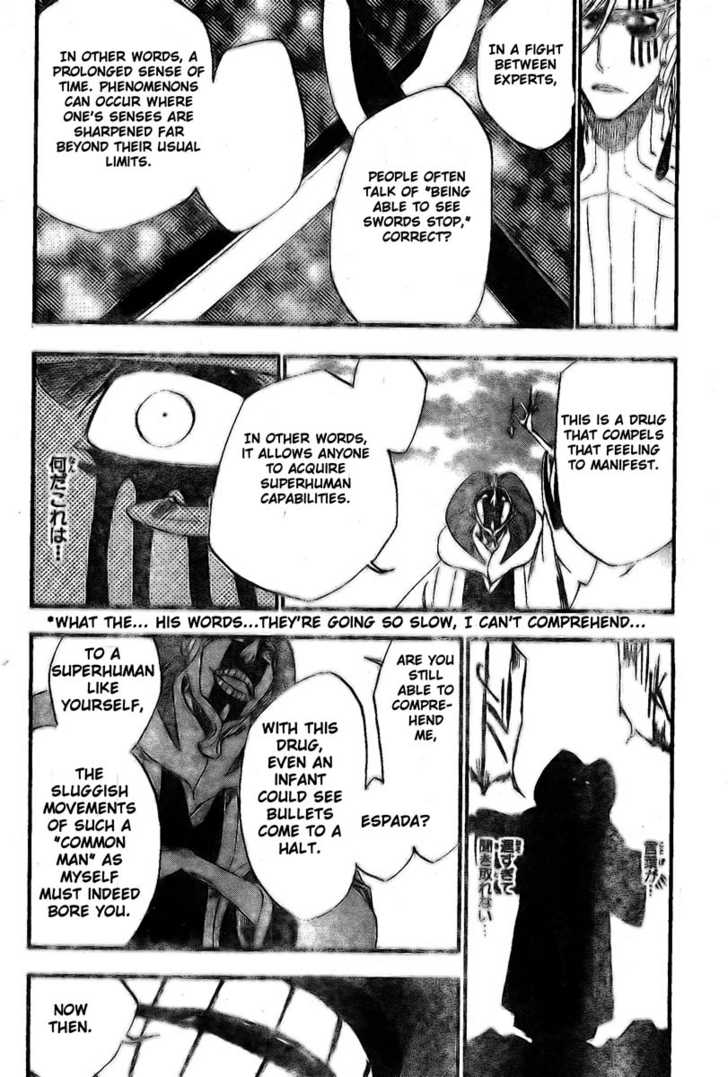 IN A FIGHT
BETWEEN
EXPERTS,
PEOPLE OFTEN
TALK OF "BEING
ABLE TO SEE
SWORDS STOP,"
CORRECT?
IN OTHER WORDS, A
PROLONGED SENSE OF
TIME. PHENOMENONS
CAN OCCUR WHERE
ONE'S SENSES ARE
SHARPENED FAR
BEYOND THEIR USUAL
LIMITS.
THIS IS A DRUG
THAT COMPELS
THAT FEELING
TO MANIFEST.
IN OTHER WORDS,
IT ALLOWS ANYONE
TO ACQUIRE
SUPERHUMAN
CAPABILITIES.
何だこれは…
*WHAT THE... HIS WORDS...THEY'RE GOING SO SLOW, I CAN'T COMPREHEND...
言葉が…
遅すぎて
聞き取れない…
ARE YOU
STILL
ABLE TO
COMPRE-
HEND
ME,
ESPADA?
WITH THIS
DRUG,
EVEN AN
INFANT
COULD SEE
BULLETS
COME TO A
HALT.
TO A
SUPERHUMAN
LIKE
YOURSELF,
THE
SLUGGISH
MOVEMENTS
OF SUCH A
"COMMON
MAN" AS
MYSELF
MUST INDEED
BORE YOU.
NOW
THEN.